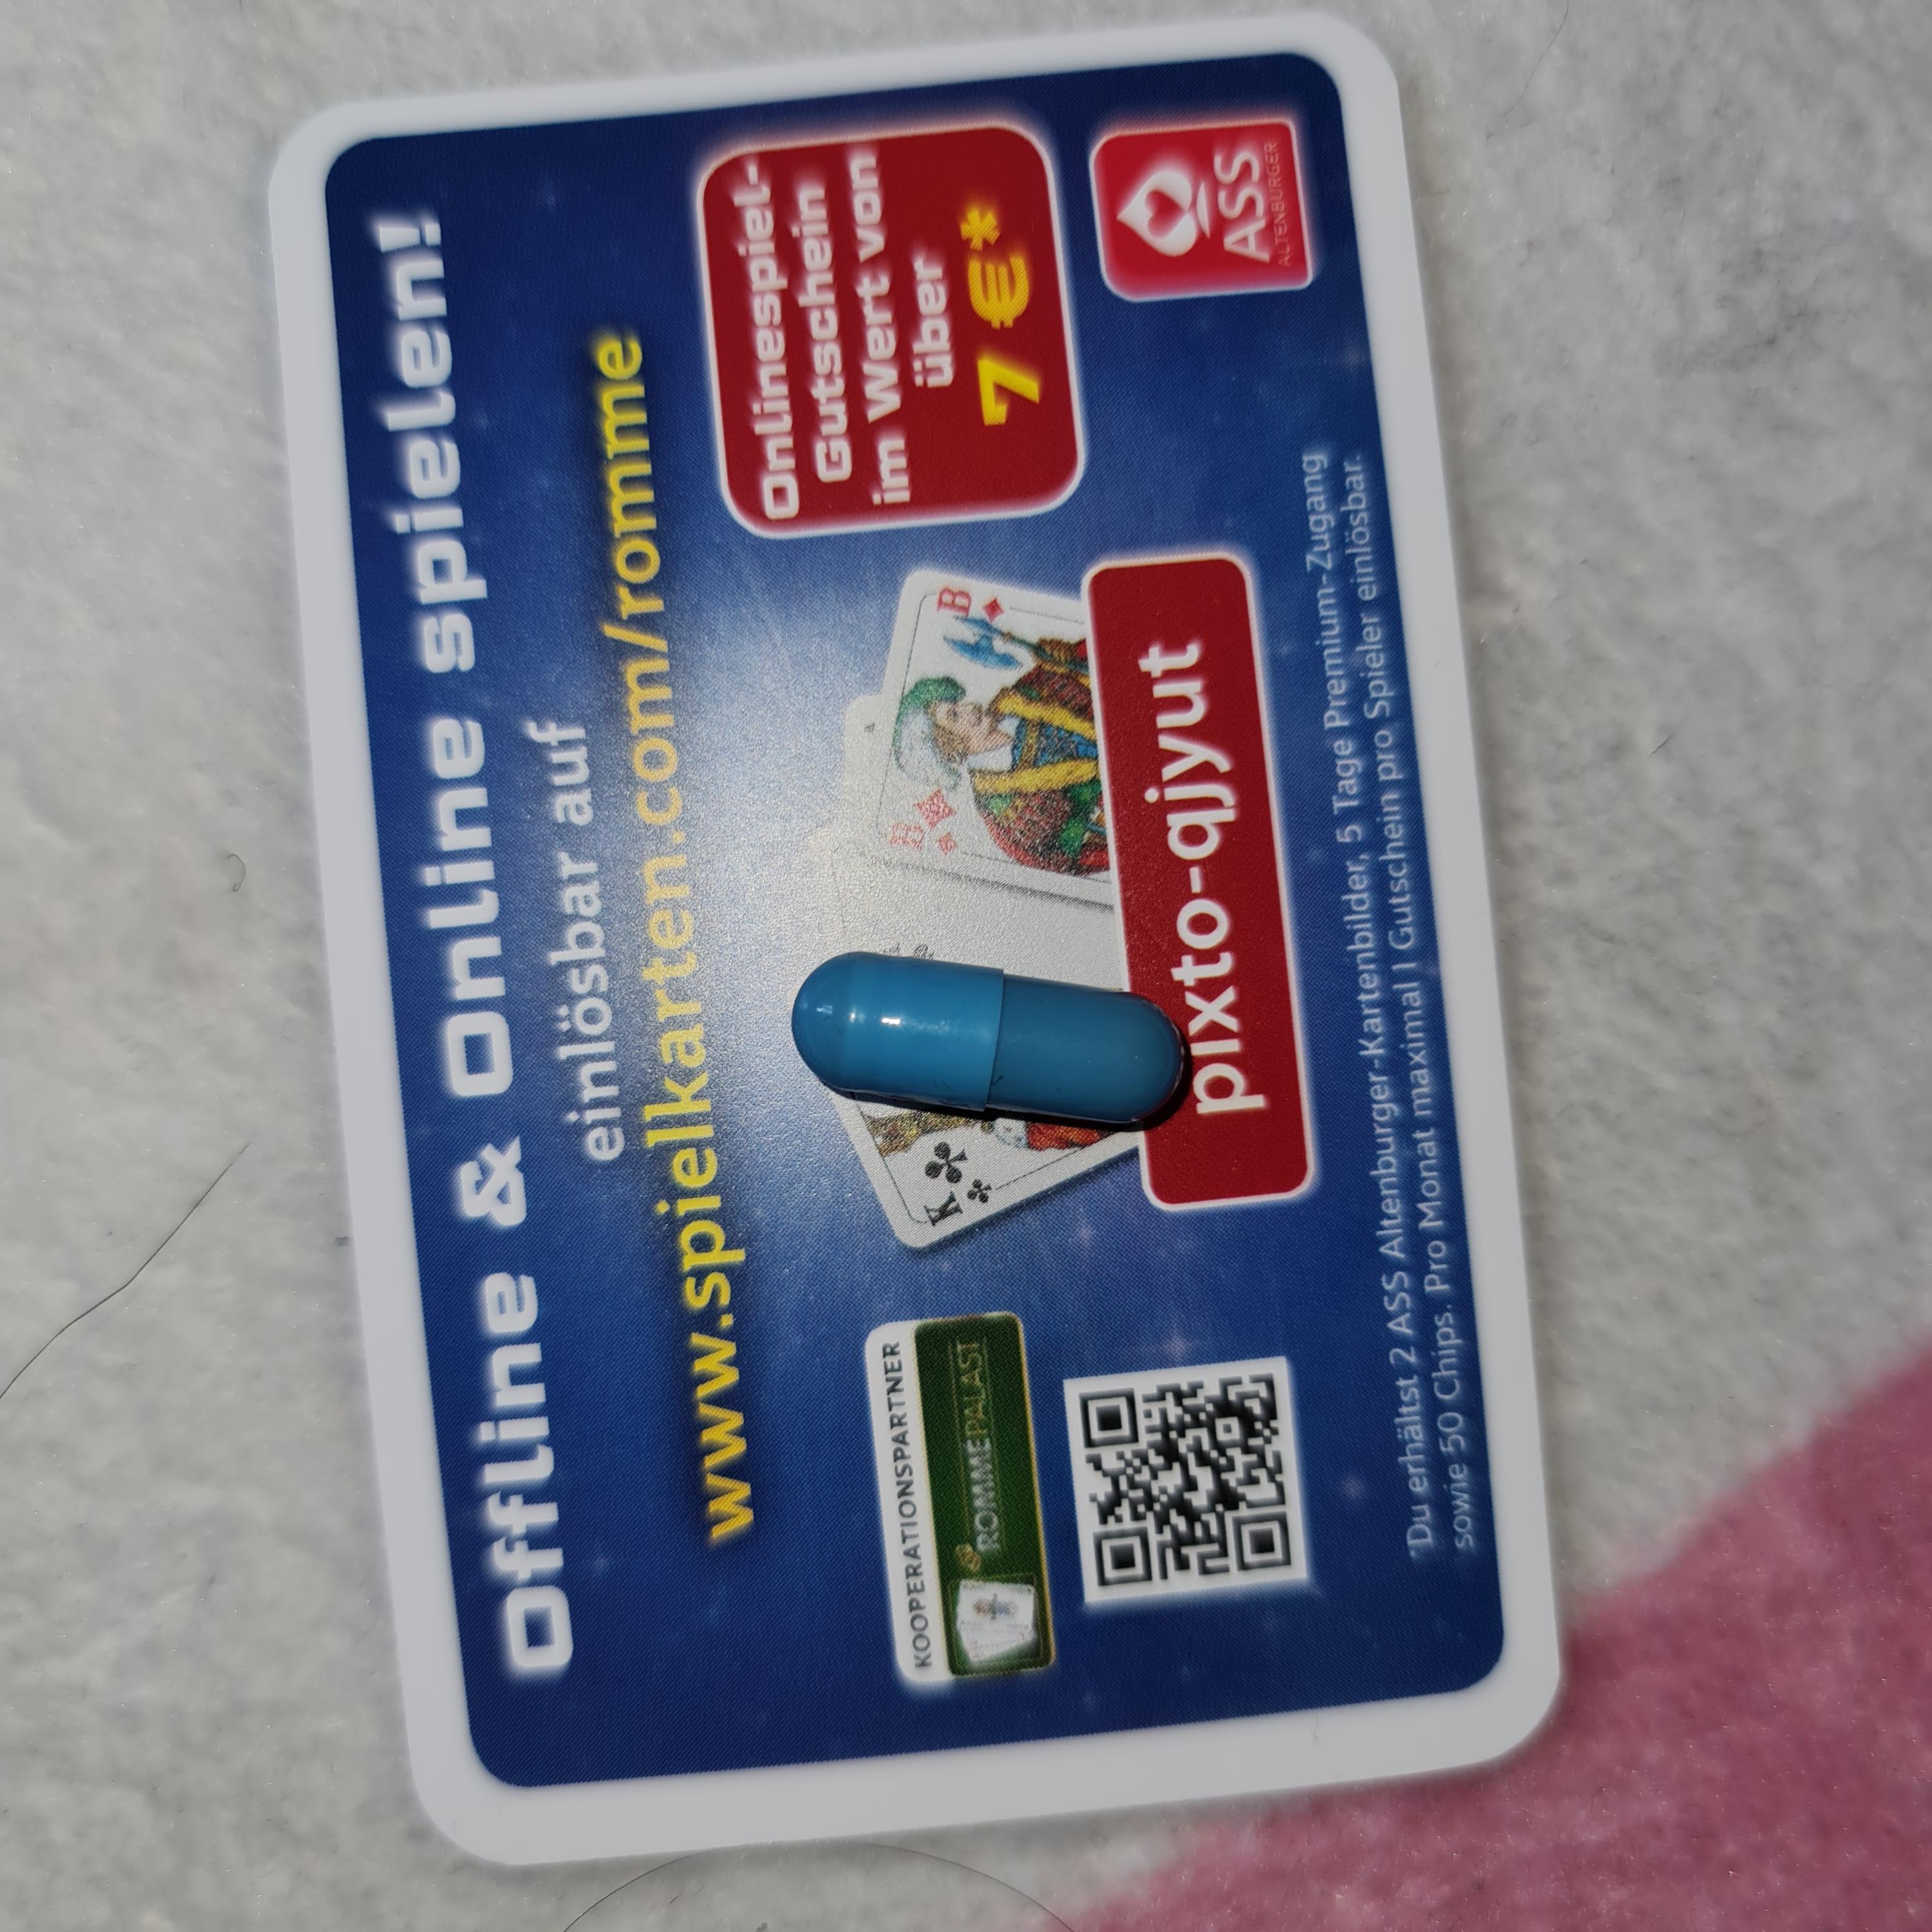 Offline & Online spielen!
einlösbar auf
www.spielkarten.com/romme
KOOPERATIONSPARTNER
ROMMEPALAST
K
B
B
pixto-qjyut
Onlinespiel-
Gutschein
im Wert von
über
7 €*
ASS
ALTENBURGER
*Du erhältst 2 ASS Altenburger-Kartenbilder, 5 Tage Premium-Zugang
sowie 50 Chips. Pro Monat maximal 1 Gutschein pro Spieler einlösbar.